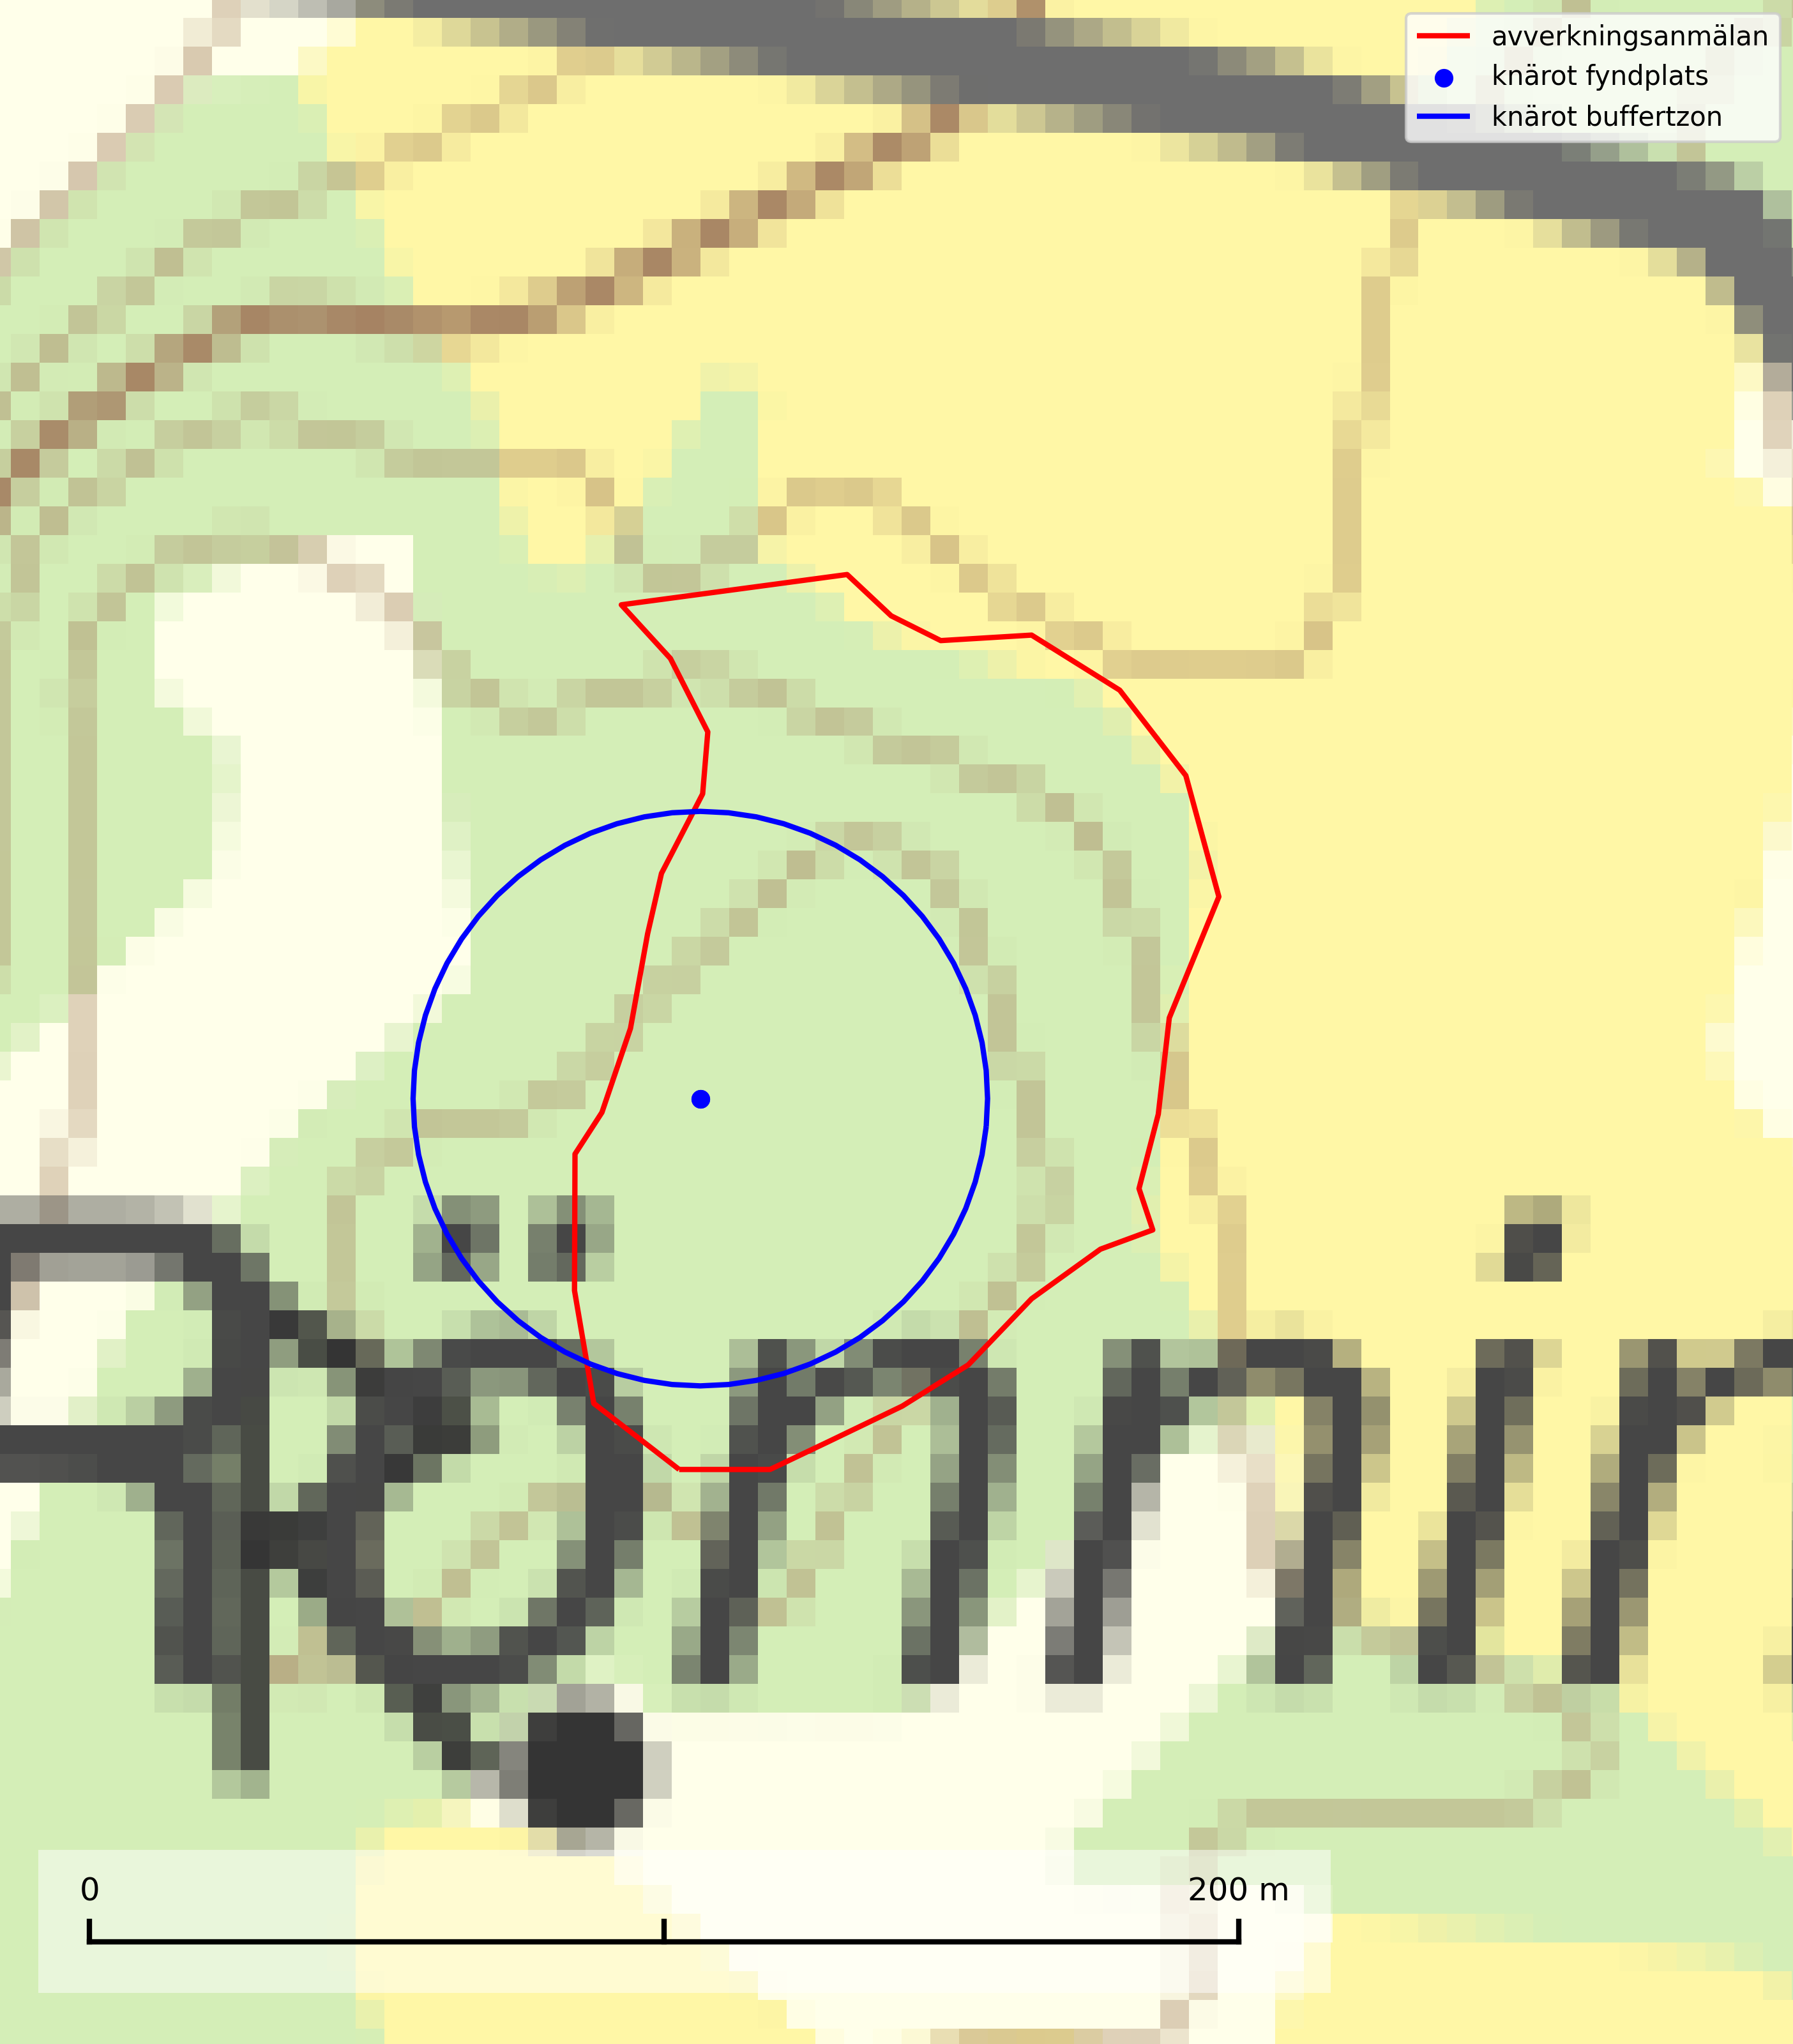 avverkningsanmälan
knärot fyndplats
knärot buffertzon
0
200 m